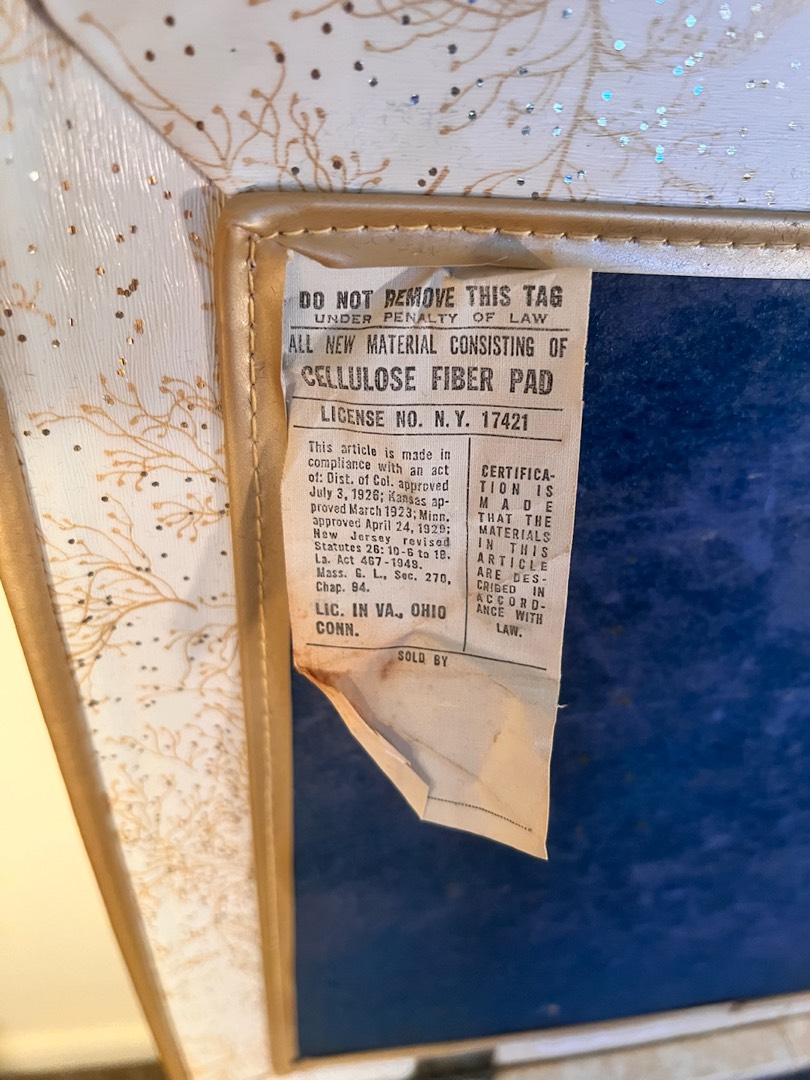 DO NOT REMOVE THIS TAG
UNDER PENALTY OF LAW
ALL NEW MATERIAL CONSISTING OF
CELLULOSE FIBER PAD
LICENSE NO. N.Y. 17421
This article is made in
compliance with an act
of: Dist. of Col. approved
July 3, 1926; Kansas ap-
proved March 1923; Minn.
approved April 24, 1929;
New Jersey revised
Statutes 26: 10-6 to 18.
La. Act 467-1948.
Mass. G. L., Sec. 270,
Chap. 94.
LIC. IN VA., OHIO
CONN.
CERTIFICA-
TION IS
MADE
THAT THE
MATERIALS
IN THIS
ARTICLE
ARE DES-
CRIBED IN
ACCORD-
ANCE WITH
LAW.
SOLD BY